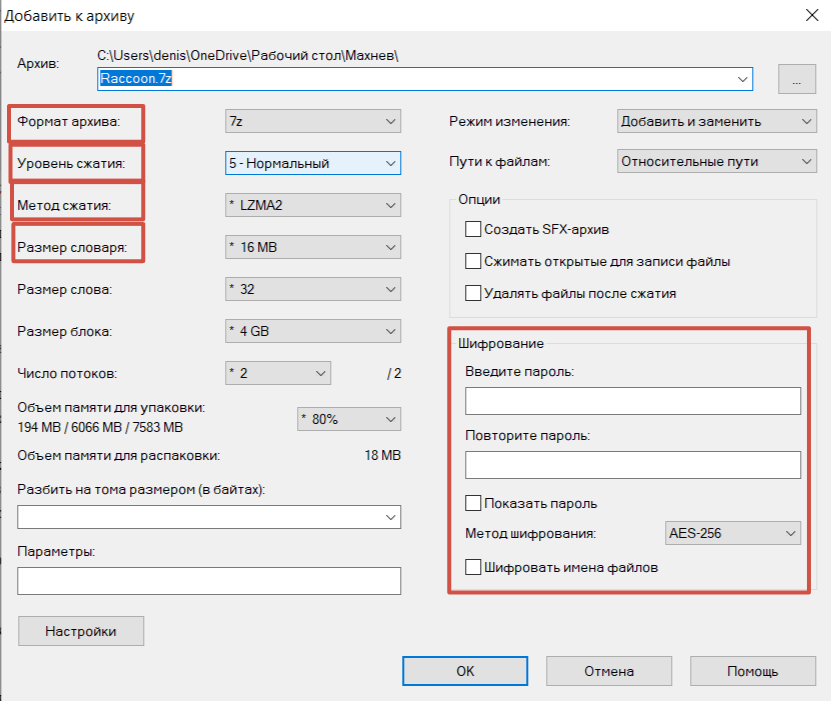 Добавить к архиву
Архив:
C:\Users\denis\OneDrive\Рабочий стол\Махнев\
Raccoon.7z
...
Формат архива:
7z
Уровень сжатия:
5 - Нормальный
Метод сжатия:
* LZMA2
Размер словаря:
* 16 MB
Размер слова:
* 32
Размер блока:
* 4 GB
Число потоков:
* 2
/ 2
Объем памяти для упаковки:
194 MB / 6066 MB / 7583 MB
* 80%
Объем памяти для распаковки:
18 MB
Разбить на тома размером (в байтах):
Параметры:
Настройки
Режим изменения:
Добавить и заменить
Пути к файлам:
Относительные пути
Опции
Создать SFX-архив
Сжимать открытые для записи файлы
Удалять файлы после сжатия
Шифрование
Введите пароль:
Повторите пароль:
Показать пароль
Метод шифрования:
AES-256
Шифровать имена файлов
OK
Отмена
Помощь